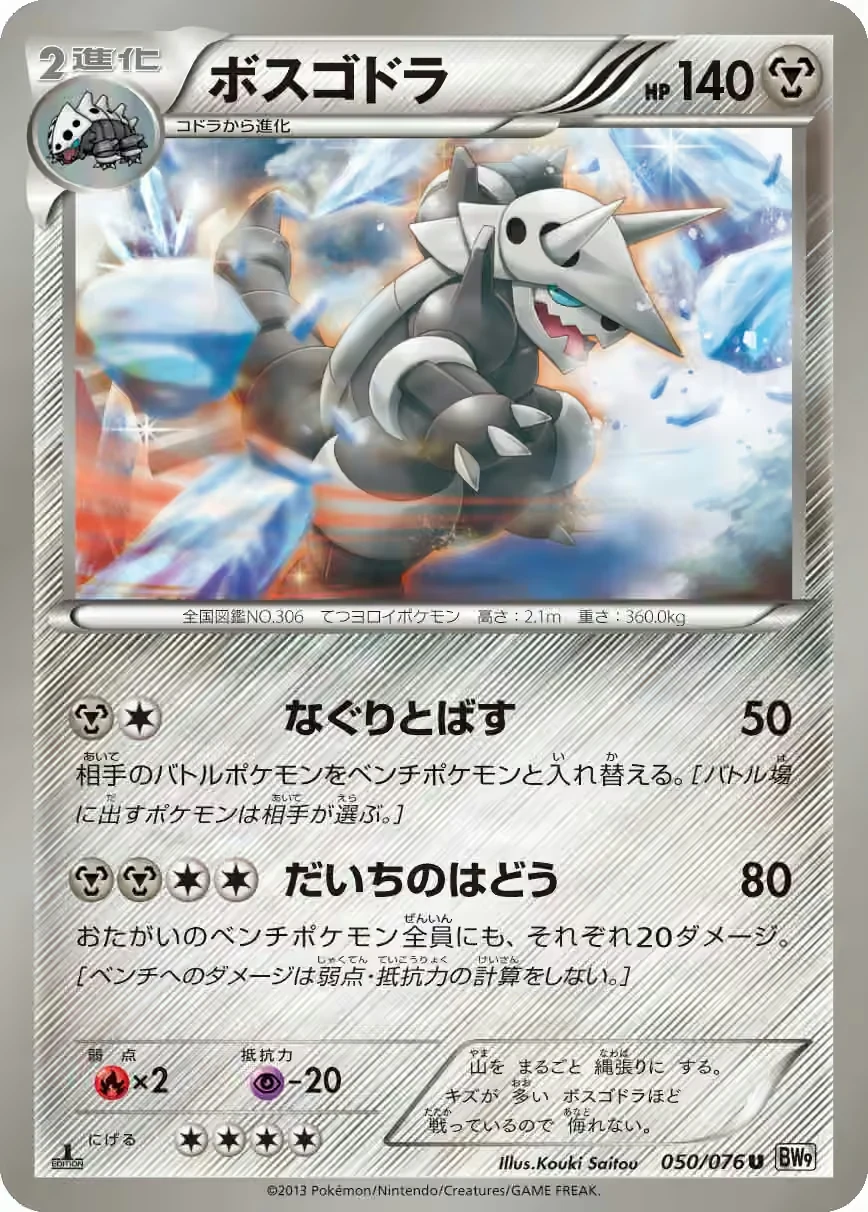 2進化
ボスゴドラ
HP 140
コドラから進化
全国図鑑NO.306 てつヨロイポケモン 高さ:2.1m 重さ:360.0kg
なぐりとばす 50
相手のバトルポケモンをベンチポケモンと入れ替える。[バトル場
に出すポケモンは相手が選ぶ。]
だいちのはどう 80
おたがいのベンチポケモン全員にも、それぞれ20ダメージ。
[ベンチへのダメージは弱点・抵抗力の計算をしない。]
弱点 抵抗力
×2 -20
にげる
山を まるごと 縄張りに する。
キズが 多い ボスゴドラほど
戦っているので 侮れない。
1 EDITION
Illus.Kouki Saitou 050/076 U BW9
©2013 Pokémon/Nintendo/Creatures/GAME FREAK.